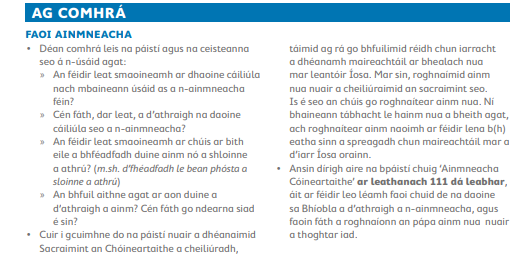 AG COMHRÁ
FAOI AINMNEACHA
• Déan comhrá leis na páistí agus na ceisteanna
seo á n-úsáid agat:
» An féidir leat smaoineamh ar dhaoine cáiliúla
nach mbaineann úsáid as a n-ainmneacha
féin?
» Cén fáth, dar leat, a d'athraigh na daoine
cáiliúla seo a n-ainmneacha?
» An féidir leat smaoineamh ar chúis ar bith
eile a bhféadfadh duine ainm nó a shloinne
a athrú? (m.sh. d'fhéadfadh le bean phósta a
sloinne a athrú)
» An bhfuil aithne agat ar aon duine a
d'athraigh a ainm? Cén fáth go ndearna siad
é sin?
• Cuir i gcuimhne do na páistí nuair a dhéanaimid
Sacraimint an Chóineartaithe a cheiliúradh,
táimid ag rá go bhfuilimid réidh chun iarracht
a dhéanamh maireachtáil ar bhealach nua
mar leantóir Íosa. Mar sin, roghnaímid ainm
nua nuair a cheiliúraimid an sacraimint seo.
Is é seo an chúis go roghnaítear ainm nua. Ní
bhaineann tábhacht le hainm nua a bheith agat,
ach roghnaítear ainm naoimh ar féidir lena b(h)
eatha sinn a spreagadh chun maireachtáil mar a
d'iarr Íosa orainn.
• Ansin dírigh aire na bpáistí chuig 'Ainmneacha
Cóineartaithe' ar leathanach 111 dá leabhar,
áit ar féidir leo léamh faoi chuid de na daoine
sa Bhíobla a d'athraigh a n-ainmneacha, agus
faoin fáth a roghnaíonn an pápa ainm nua nuair
a thoghtar iad.